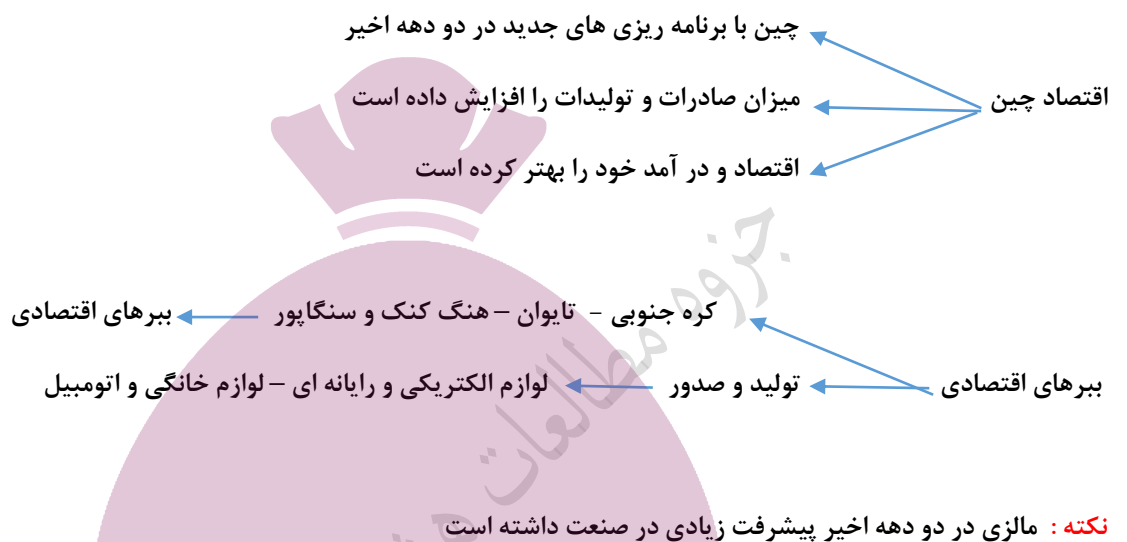 چین با برنامه ریزی های جدید در دو دهه اخیر
اقتصاد چین میزان صادرات و تولیدات را افزایش داده است
اقتصاد و در آمد خود را بهتر کرده است
کره جنوبی - تایوان – هنگ کنک و سنگاپور ببرهای اقتصادی
ببرهای اقتصادی تولید و صدور لوازم الکتریکی و رایانه ای – لوازم خانگی و اتومبیل
نکته : مالزی در دو دهه اخیر پیشرفت زیادی در صنعت داشته است
جزوه مطالعات